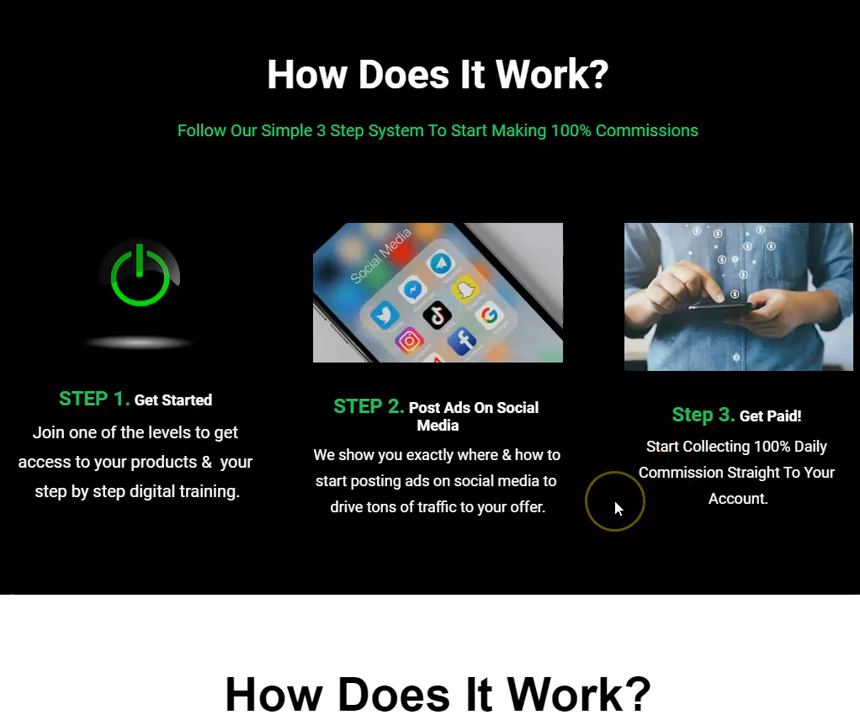 How Does It Work?
Follow Our Simple 3 Step System To Start Making 100% Commissions
Social Media
STEP 1. Get Started
Join one of the levels to get
access to your products & your
step by step digital training.
STEP 2. Post Ads On Social
Media
We show you exactly where & how to
start posting ads on social media to
drive tons of traffic to your offer.
Step 3. Get Paid!
Start Collecting 100% Daily
Commission Straight To Your
Account.
How Does It Work?